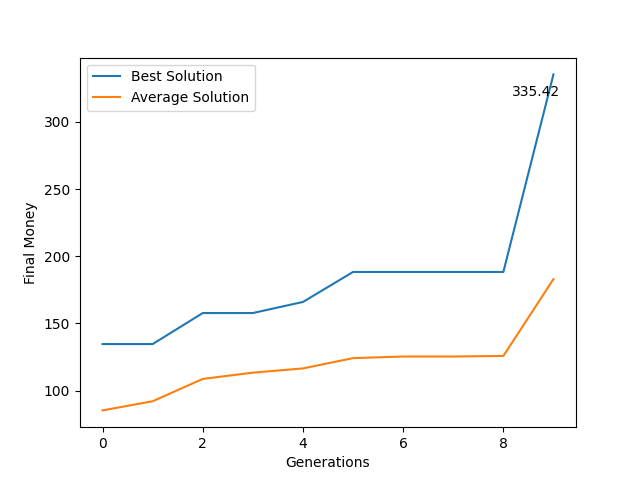 Best Solution
Average Solution
335.42
300
250
200
150
100
Final Money
0 2 4 6 8
Generations